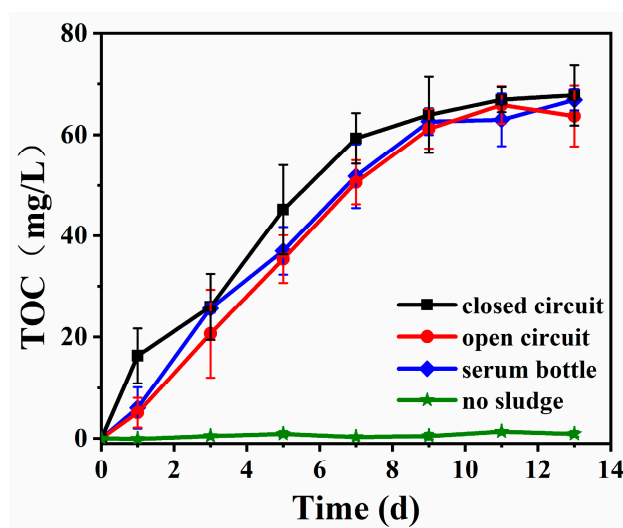 80
60
40
20
0
TOC（mg/L）
closed circuit
open circuit
serum bottle
no sludge
0 2 4 6 8 10 12 14
Time (d)